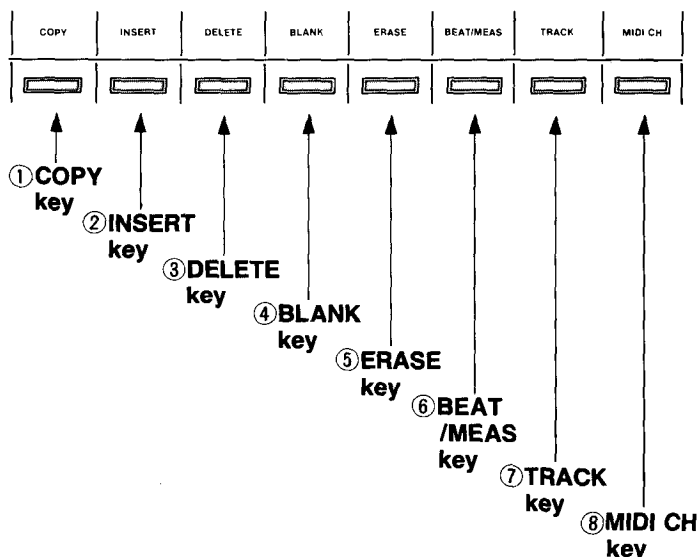 COPY INSERT DELETE BLANK ERASE BEAT/MEAS TRACK MIDI CH
①COPY
key
②INSERT
key
③DELETE
key
④BLANK
key
⑤ERASE
key
⑥BEAT
/MEAS
key
⑦TRACK
key
⑧MIDI CH
key